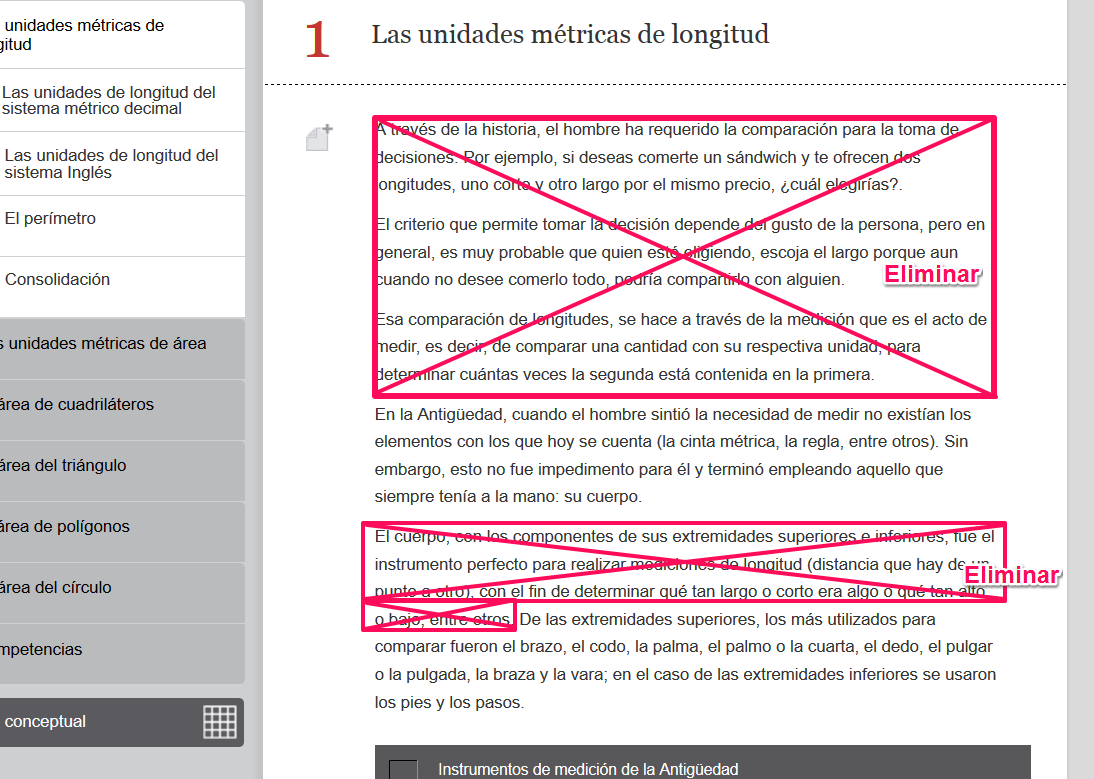 unidades métricas de
gitud
Las unidades de longitud del
sistema métrico decimal
Las unidades de longitud del
sistema Inglés
El perímetro
Consolidación
s unidades métricas de área
área de cuadriláteros
área del triángulo
área de polígonos
área del círculo
mpetencias
conceptual
1 Las unidades métricas de longitud
A través de la historia, el hombre ha requerido la comparación para la toma de
decisiones. Por ejemplo, si deseas comerte un sándwich y te ofrecen dos
longitudes, uno corto y otro largo por el mismo precio, ¿cuál elegirías?.
El criterio que permite tomar la decisión depende del gusto de la persona, pero en
general, es muy probable que quien esté eligiendo, escoja el largo porque aun
cuando no desee comerlo todo, podría compartirlo con alguien.
Eliminar
Esa comparación de longitudes, se hace a través de la medición que es el acto de
medir, es decir, de comparar una cantidad con su respectiva unidad, para
determinar cuántas veces la segunda está contenida en la primera.
En la Antigüedad, cuando el hombre sintió la necesidad de medir no existían los
elementos con los que hoy se cuenta (la cinta métrica, la regla, entre otros). Sin
embargo, esto no fue impedimento para él y terminó empleando aquello que
siempre tenía a la mano: su cuerpo.
El cuerpo, con los componentes de sus extremidades superiores e inferiores, fue el
instrumento perfecto para realizar mediciones de longitud (distancia que hay de un
Eliminar
punto a otro), con el fin de determinar qué tan largo o corto era algo o qué tan alto
o bajo, entre otros. De las extremidades superiores, los más utilizados para
comparar fueron el brazo, el codo, la palma, el palmo o la cuarta, el dedo, el pulgar
o la pulgada, la braza y la vara; en el caso de las extremidades inferiores se usaron
los pies y los pasos.
Instrumentos de medición de la Antigüedad